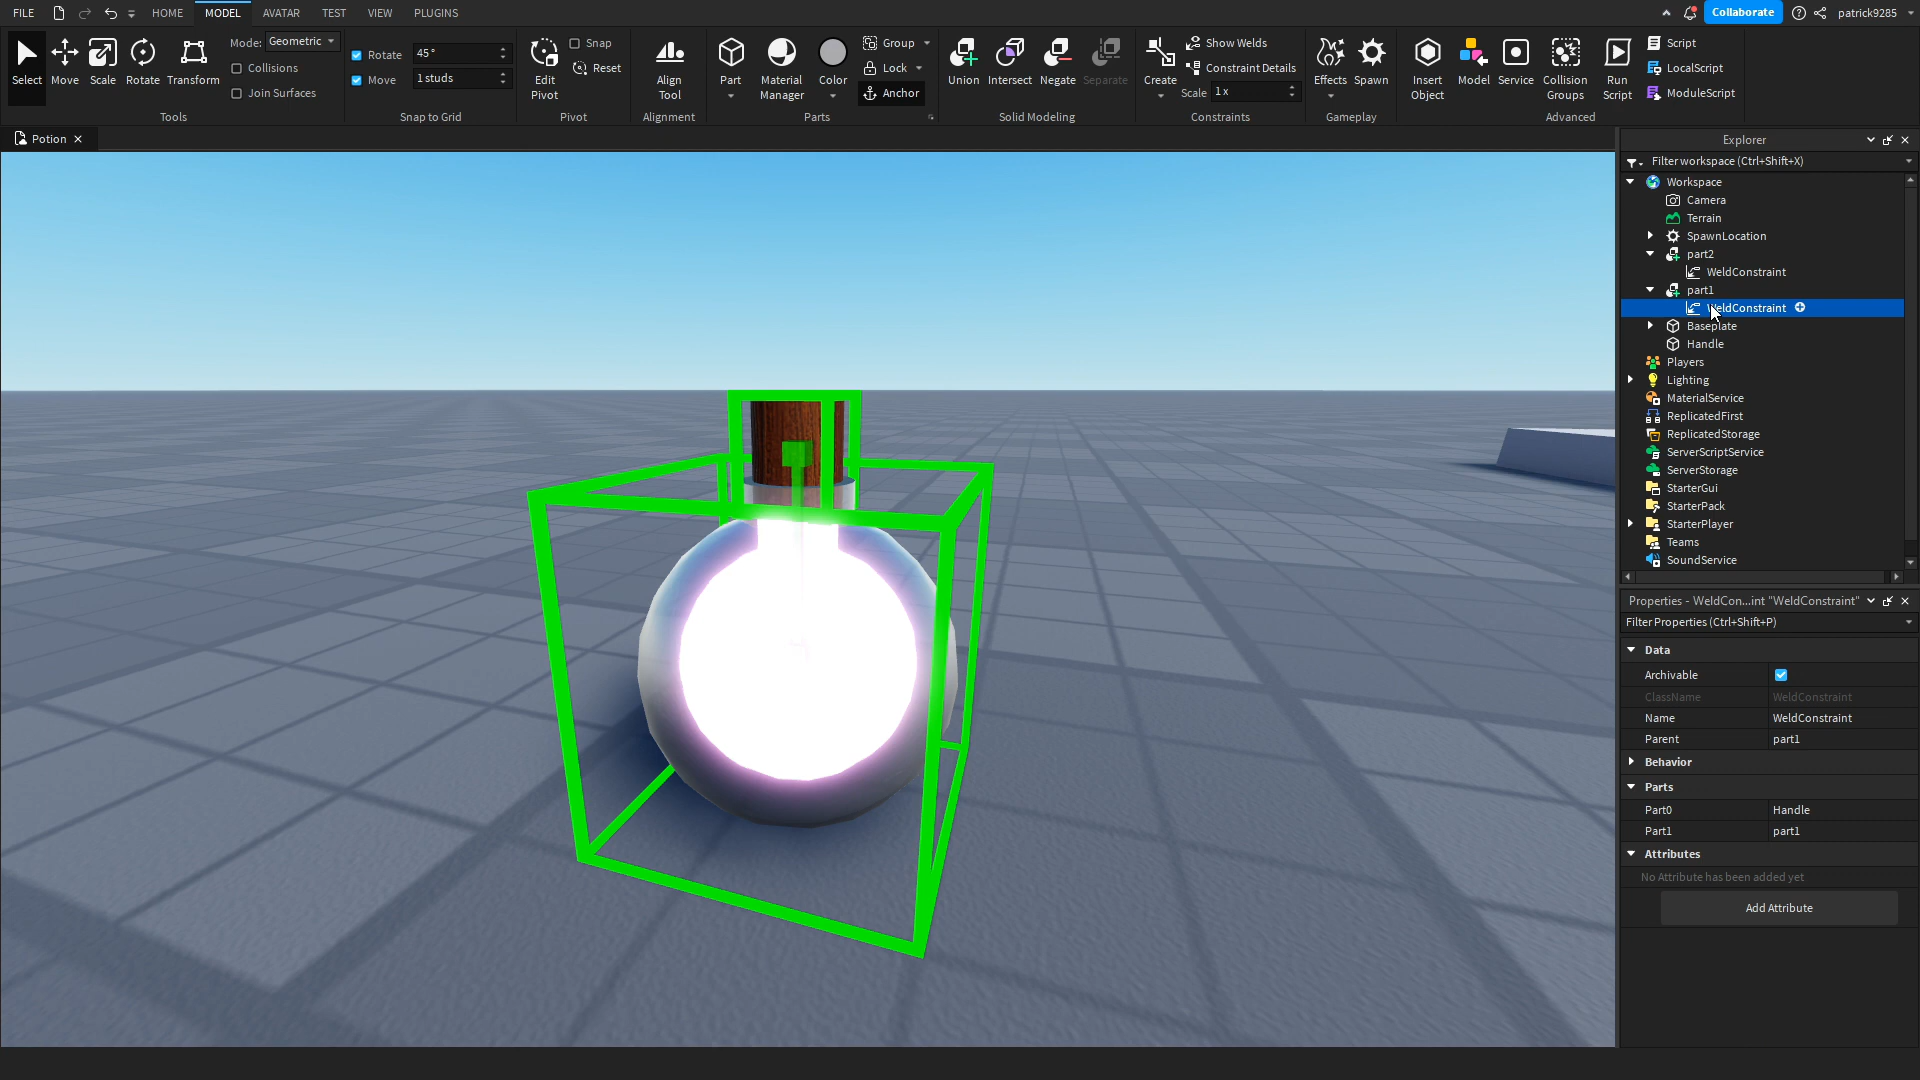 FILE HOME MODEL AVATAR TEST VIEW PLUGINS Collaborate patrick9285
Select Move Scale Rotate Transform
Mode: Geometric
Collisions
Join Surfaces
Tools
Rotate 45°
Move 1 studs
Snap to Grid
Edit Pivot
Snap
Reset
Pivot
Align Tool
Alignment
Part
Material Manager
Color
Group
Lock
Anchor
Parts
Union Intersect Negate Separate
Solid Modeling
Create
Show Welds
Constraint Details
Scale 1 x
Constraints
Effects Spawn
Gameplay
Insert Object
Model
Service
Collision Groups
Run Script
Script
LocalScript
ModuleScript
Advanced
Potion
Explorer
Filter workspace (Ctrl+Shift+X)
Workspace
Camera
Terrain
SpawnLocation
part2
WeldConstraint
part1
WeldConstraint
Baseplate
Handle
Players
Lighting
MaterialService
ReplicatedFirst
ReplicatedStorage
ServerScriptService
ServerStorage
StarterGui
StarterPack
StarterPlayer
Teams
SoundService
Properties - WeldCon...int "WeldConstraint"
Filter Properties (Ctrl+Shift+P)
Data
Archivable
ClassName WeldConstraint
Name WeldConstraint
Parent part1
Behavior
Parts
Part0 Handle
Part1 part1
Attributes
No Attribute has been added yet
Add Attribute